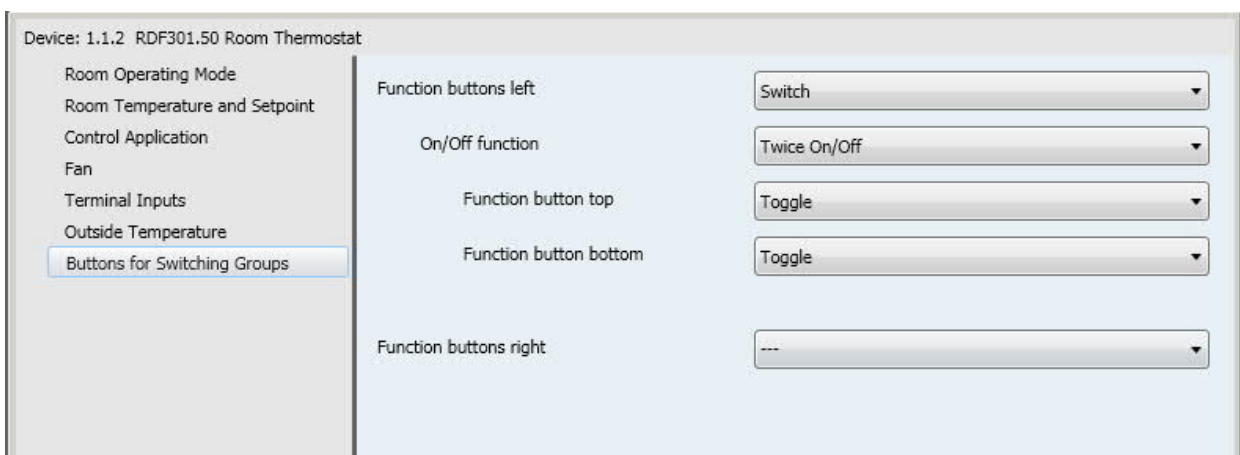 Device: 1.1.2 RDF301.50 Room Thermostat
Room Operating Mode
Room Temperature and Setpoint
Control Application
Fan
Terminal Inputs
Outside Temperature
Buttons for Switching Groups
Function buttons left Switch
On/Off function Twice On/Off
Function button top Toggle
Function button bottom Toggle
Function buttons right ---